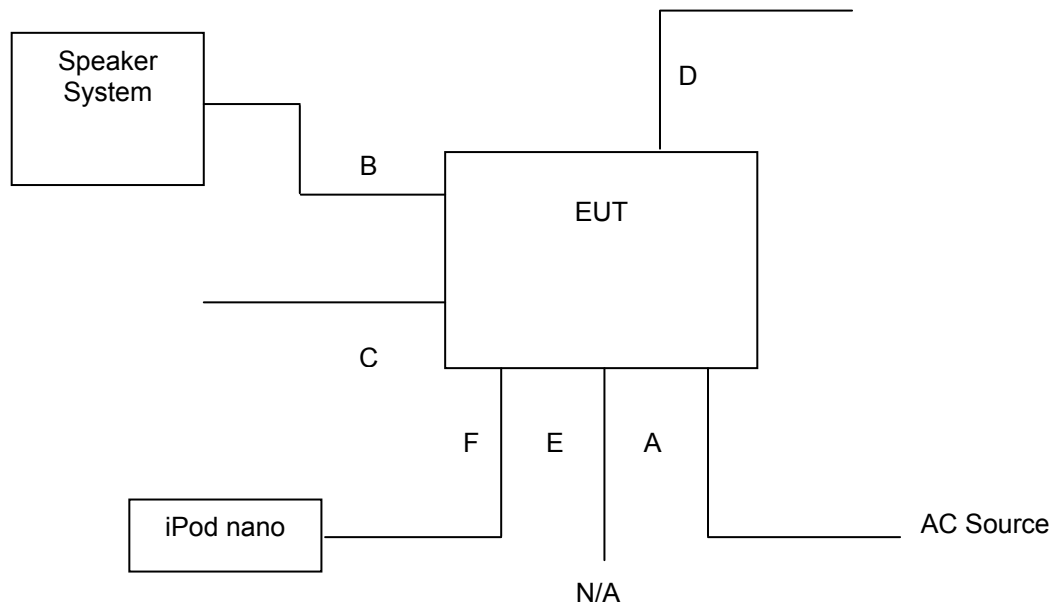 Speaker
System
D
B
EUT
C
F
E
A
iPod nano
AC Source
N/A